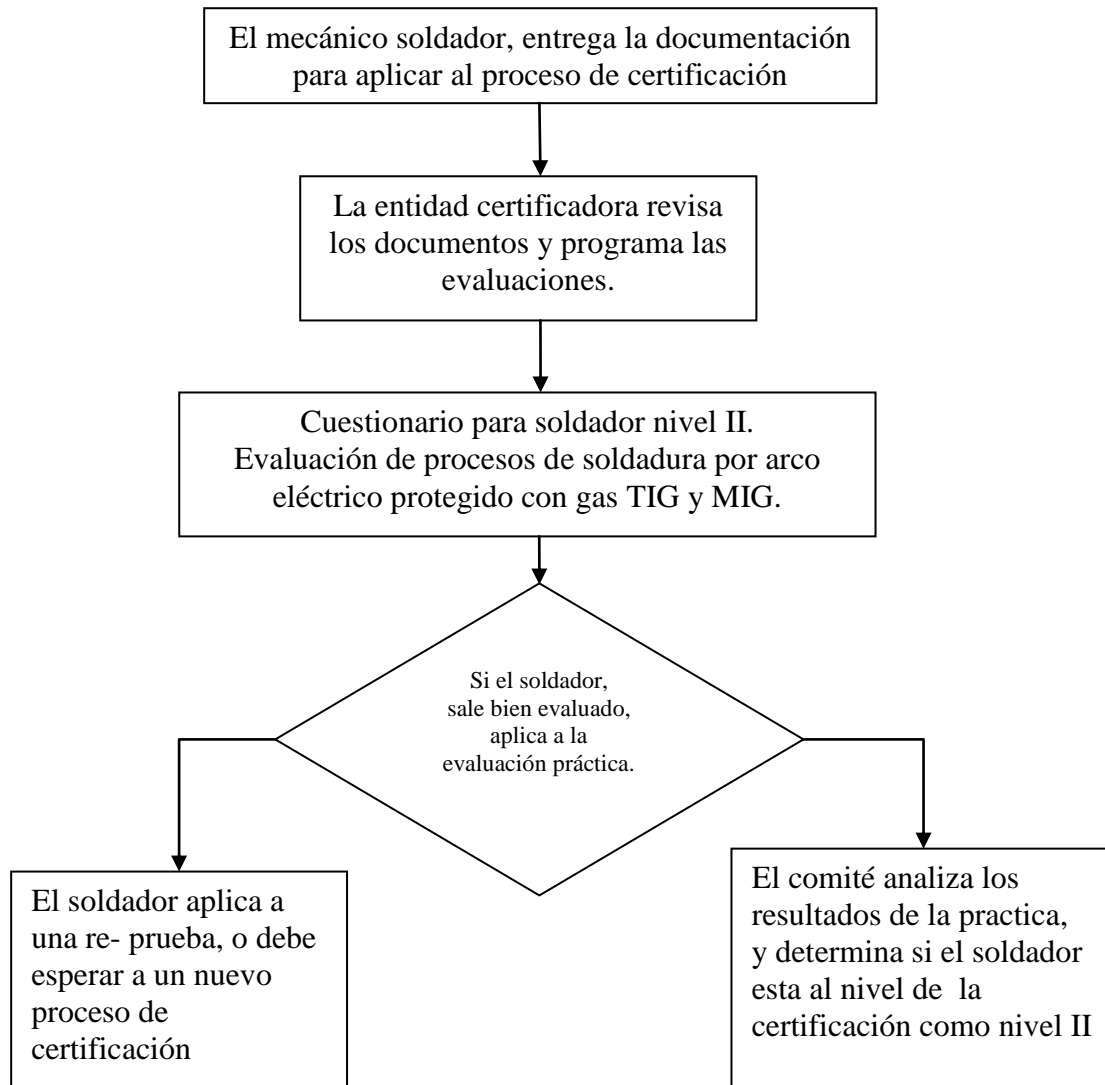 El mecánico soldador, entrega la documentación
para aplicar al proceso de certificación
La entidad certificadora revisa
los documentos y programa las
evaluaciones.
Cuestionario para soldador nivel II.
Evaluación de procesos de soldadura por arco
eléctrico protegido con gas TIG y MIG.
Si el soldador,
sale bien evaluado,
aplica a la
evaluación práctica.
El soldador aplica a
una re- prueba, o debe
esperar a un nuevo
proceso de
certificación
El comité analiza los
resultados de la practica,
y determina si el soldador
esta al nivel de  la
certificación como nivel II